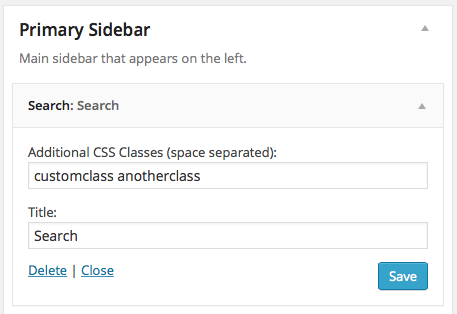 Primary Sidebar
Main sidebar that appears on the left.
Search: Search
Additional CSS Classes (space separated):
customclass anotherclass
Title:
Search
Delete | Close
Save